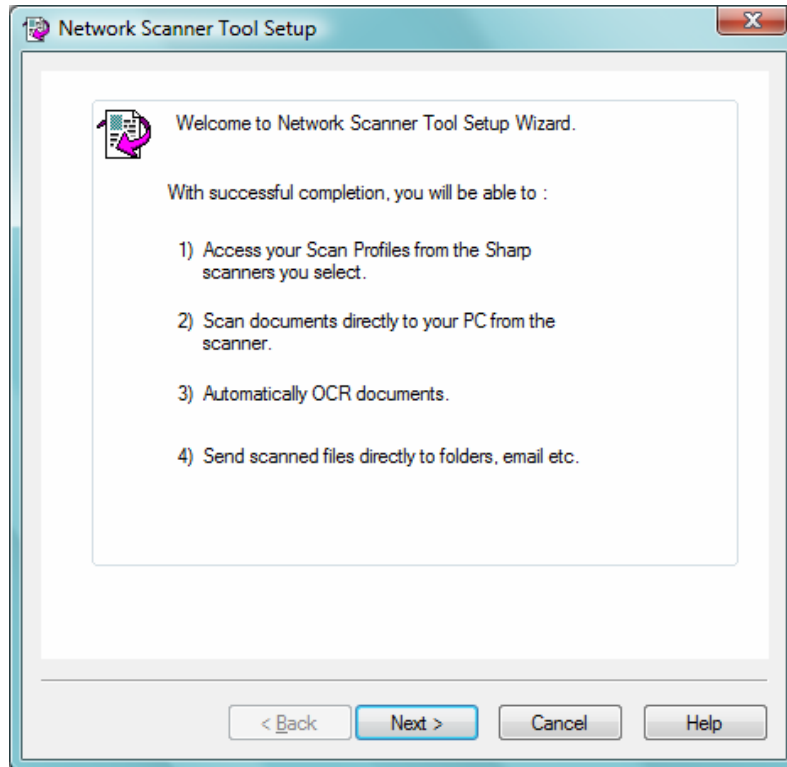 Network Scanner Tool Setup
Welcome to Network Scanner Tool Setup Wizard.
With successful completion, you will be able to :
1) Access your Scan Profiles from the Sharp
scanners you select.
2) Scan documents directly to your PC from the
scanner.
3) Automatically OCR documents.
4) Send scanned files directly to folders, email etc.
< Back Next > Cancel Help